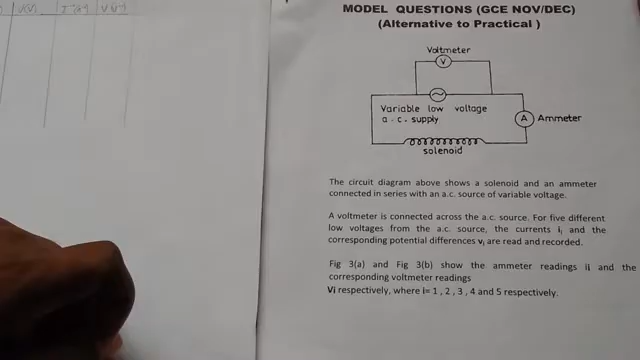 V(V)
MODEL QUESTIONS (GCE NOV/DEC)
(Alternative to Practical )
Voltmeter
V
Variable low voltage
a.c. supply
A
Ammeter
solenoid
The circuit diagram above shows a solenoid and an ammeter
connected in series with an a.c. source of variable voltage.
A voltmeter is connected across the a.c. source. For five different
low voltages from the a.c. source, the currents iᵢ and the
corresponding potential differences vᵢ are read and recorded.
Fig 3(a) and Fig 3(b) show the ammeter readings ii and the
corresponding voltmeter readings
Vi respectively, where i= 1 , 2 , 3 , 4 and 5 respectively.